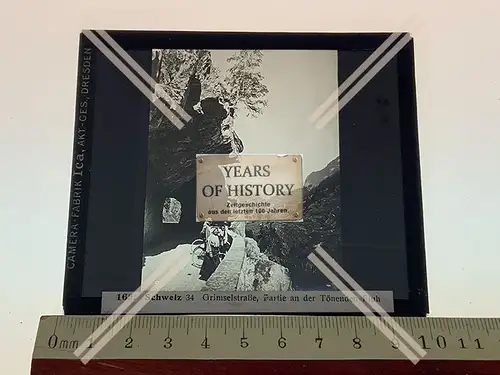 CAMERA-FABRIK Ica, AKT-GES, DRESDEN
YEARS
OF HISTORY
Zeitgeschichte
aus den letzten 100 Jahren.
Schweiz 34 Grimselstraße, Partie an der
0mm 1 2 3 4 5 6 7 8 9 10 11